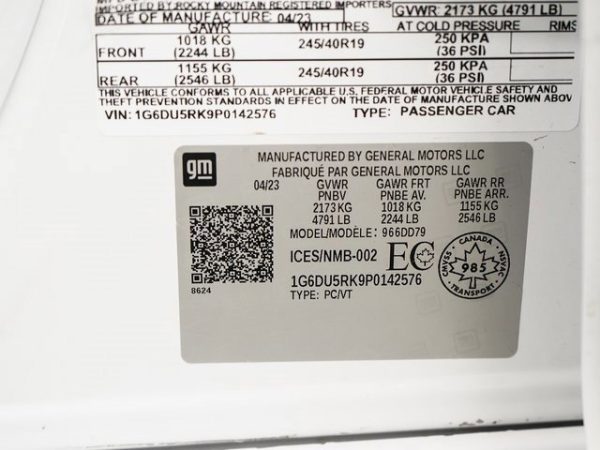 IMPORTED BY ROCKY MOUNTAIN REGISTERED IMPORTERS
DATE OF MANUFACTURE: 04/23 GVWR: 2173 KG (4791 LB)
GAWR WITH TIRES AT COLD PRESSURE RIMS
FRONT 1018 KG (2244 LB) 245/40R19 250 KPA (36 PSI)
REAR 1155 KG (2546 LB) 245/40R19 250 KPA (36 PSI)
THIS VEHICLE CONFORMS TO ALL APPLICABLE U.S. FEDERAL MOTOR VEHICLE SAFETY AND
THEFT PREVENTION STANDARDS IN EFFECT ON THE DATE OF MANUFACTURE SHOWN ABOV
VIN: 1G6DU5RK9P0142576 TYPE: PASSENGER CAR
gm
MANUFACTURED BY GENERAL MOTORS LLC
FABRIQUÉ PAR GENERAL MOTORS LLC
04/23 GVWR GAWR FRT GAWR RR
PNBV PNBE AV. PNBE ARR.
2173 KG 1018 KG 1155 KG
4791 LB 2244 LB 2546 LB
MODEL/MODÈLE: 966DD79
ICES/NMB-002 EC
1G6DU5RK9P0142576
TYPE: PC/VT
8624
CANADA
CMVSS NSVAC
985
TRANSPORT